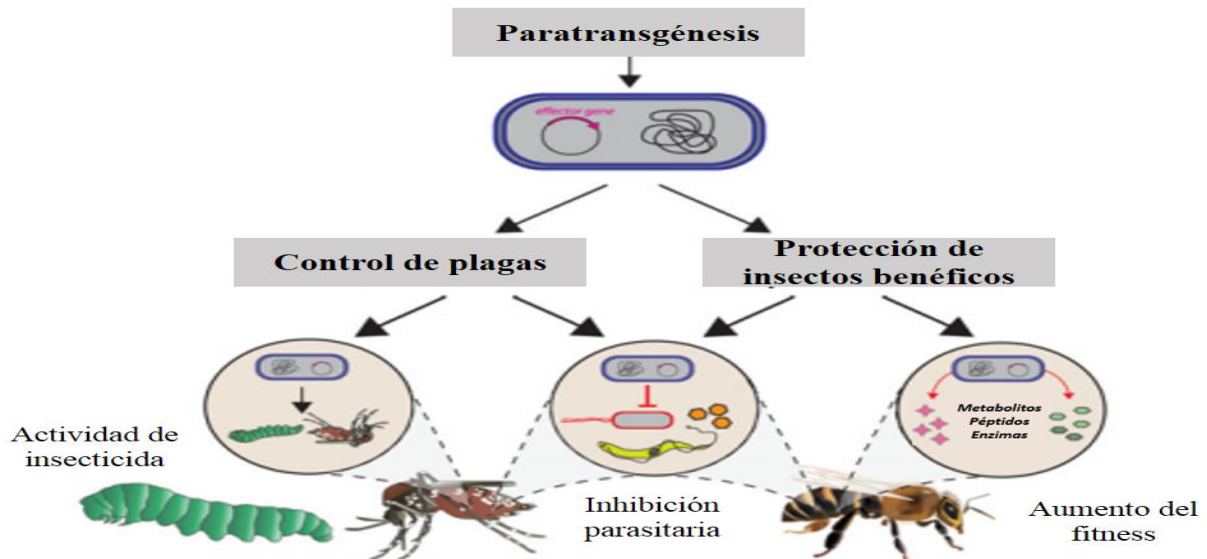 Paratransgénesis
effector gene
Control de plagas
Protección de
insectos benéficos
Metabolitos
Péptidos
Enzimas
Actividad de
insecticida
Inhibición
parasitaria
Aumento del
fitness